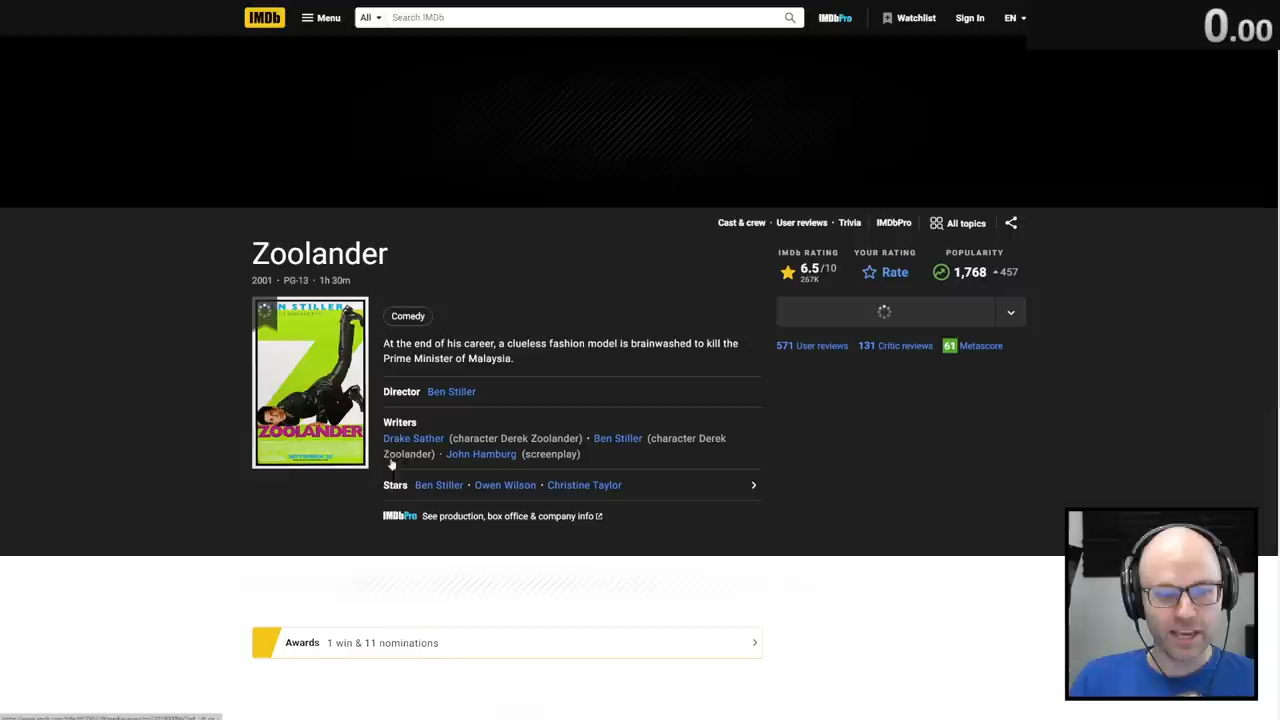 IMDb Menu All Search IMDb IMDbPro Watchlist Sign In EN
0.00
Cast & crew · User reviews · Trivia IMDbPro All topics
Zoolander
2001 · PG-13 · 1h 30m
IMDb RATING YOUR RATING POPULARITY
6.5/10 Rate 1,768 457
267K
N STILLER
ZOOLANDER
Comedy
571 User reviews 131 Critic reviews 61 Metascore
At the end of his career, a clueless fashion model is brainwashed to kill the
Prime Minister of Malaysia.
Director Ben Stiller
Writers
Drake Sather (character Derek Zoolander) · Ben Stiller (character Derek
Zoolander) · John Hamburg (screenplay)
Stars Ben Stiller · Owen Wilson · Christine Taylor
IMDbPro See production, box office & company info
Awards 1 win & 11 nominations